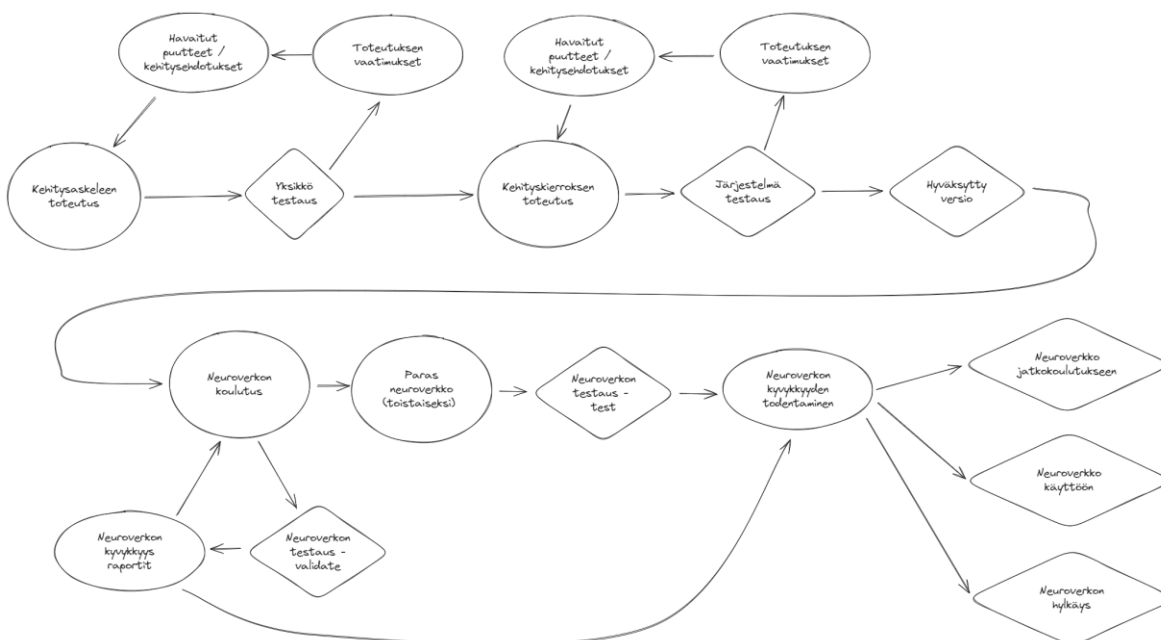 Havaitut
puutteet /
kehitysehdotukset
Toteutuksen
vaatimukset
Havaitut
puutteet /
kehitysehdotukset
Toteutuksen
vaatimukset
Kehitysaskeleen
toteutus
Yksikkö
testaus
Kehityskierroksen
toteutus
Järjestelmä
testaus
Hyväksytty
versio
Neuroverkon
koulutus
Paras
neuroverkko
(toistaiseksi)
Neuroverkon
testaus -
test
Neuroverkon
kyvykkyyden
todentaminen
Neuroverkko
jatkokoulutukseen
Neuroverkko
käyttöön
Neuroverkon
kyvykkyys
raportit
Neuroverkon
testaus -
validate
Neuroverkon
hylkäys